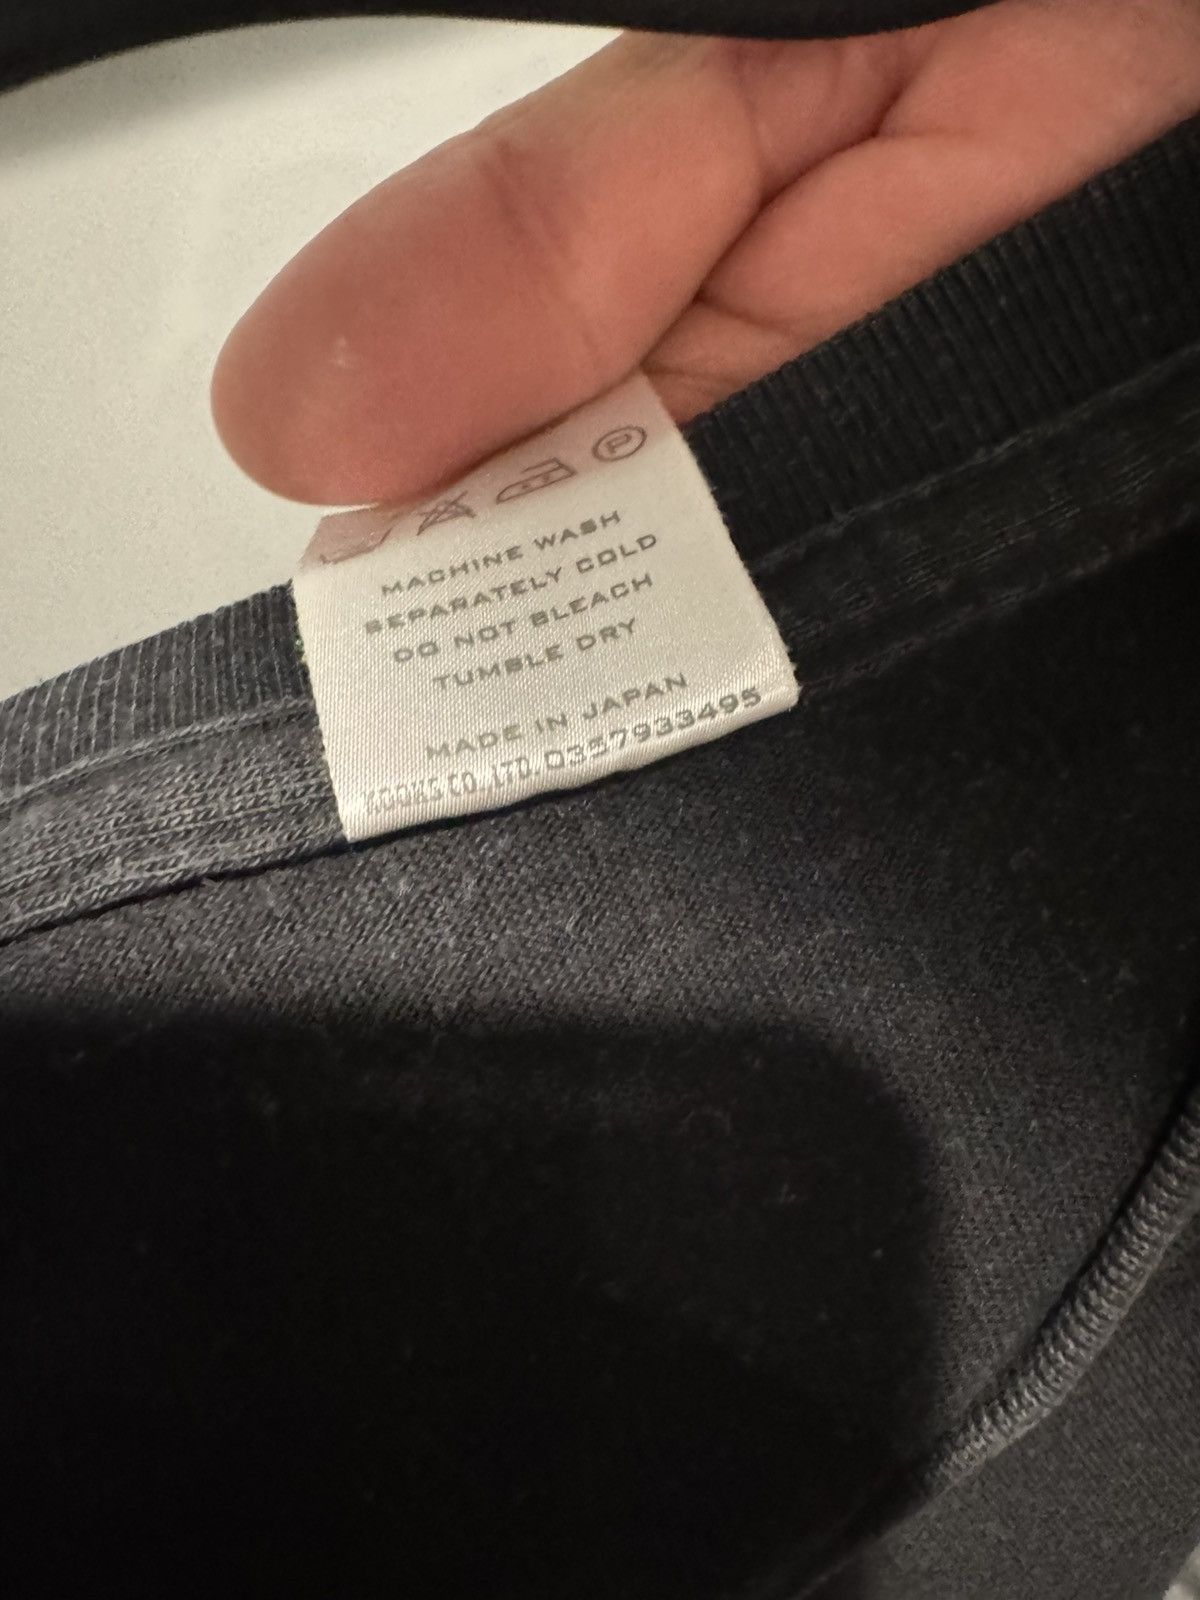 P
MACHINE WASH
SEPARATELY COLD
DO NOT BLEACH
TUMBLE DRY
MADE IN JAPAN
CO.,LTD. 0357933495